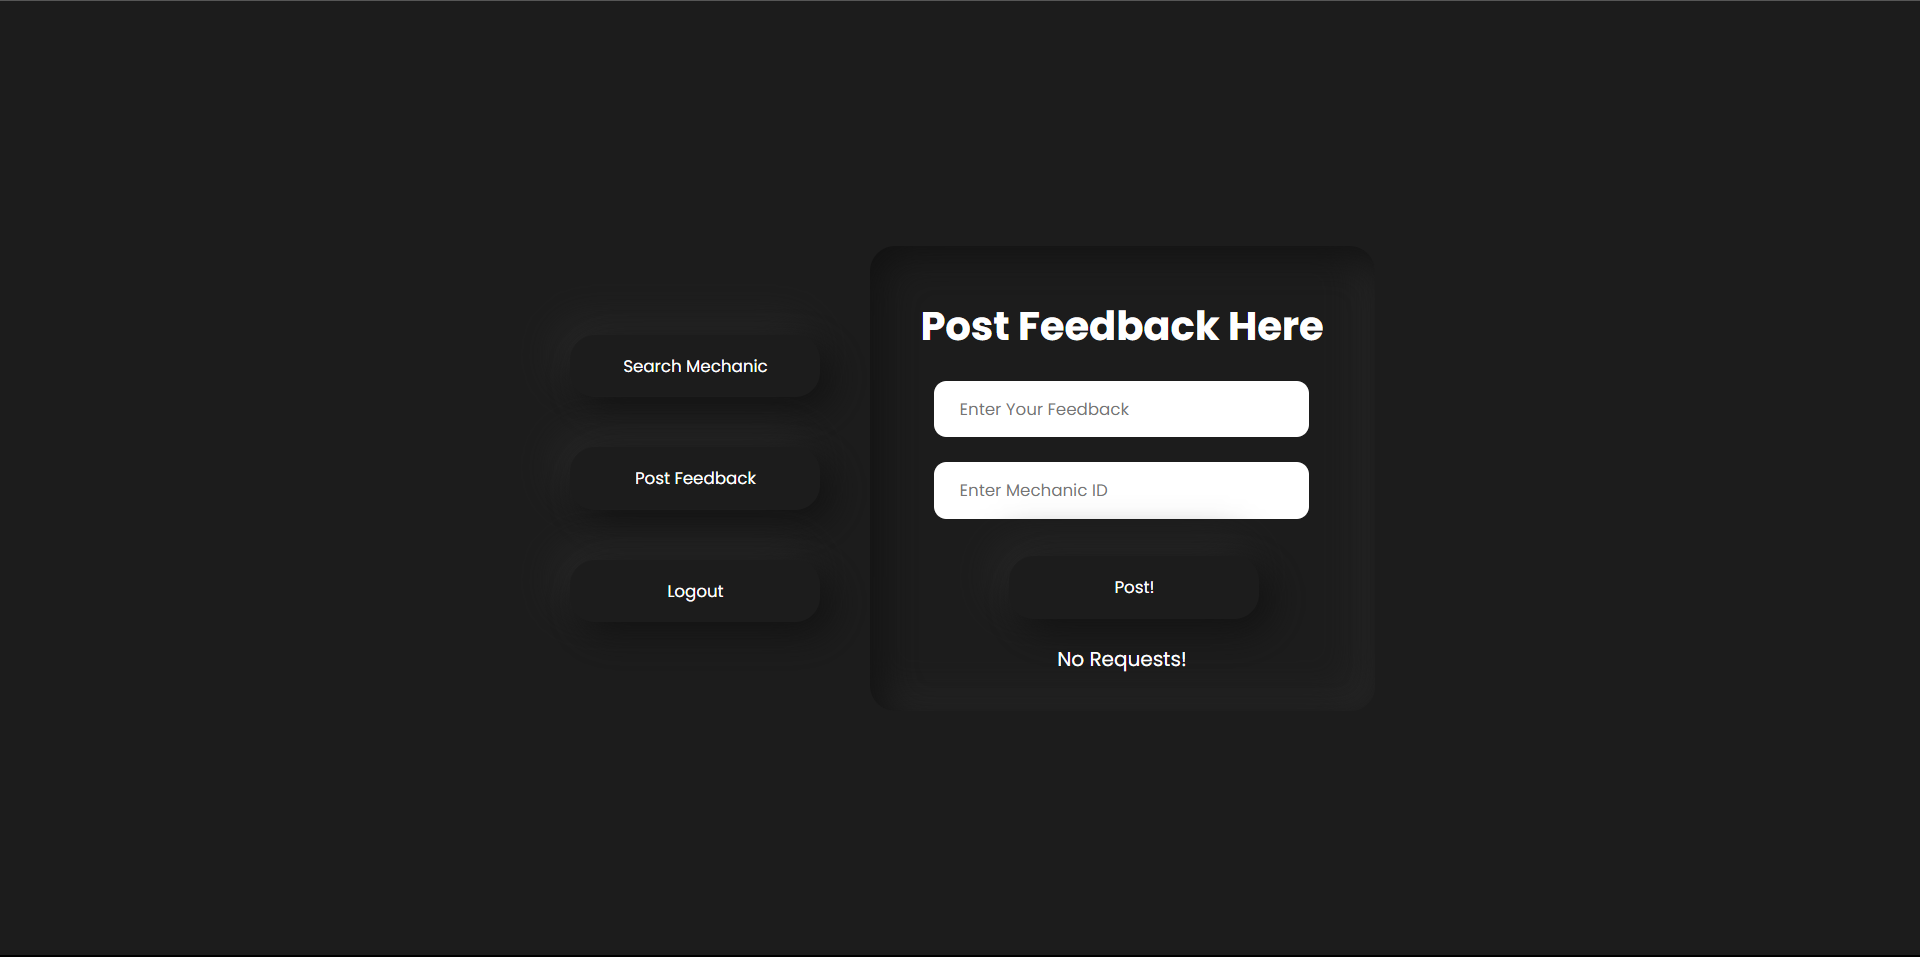 Search Mechanic
Post Feedback
Logout
Post Feedback Here
Enter Your Feedback
Enter Mechanic ID
Post!
No Requests!